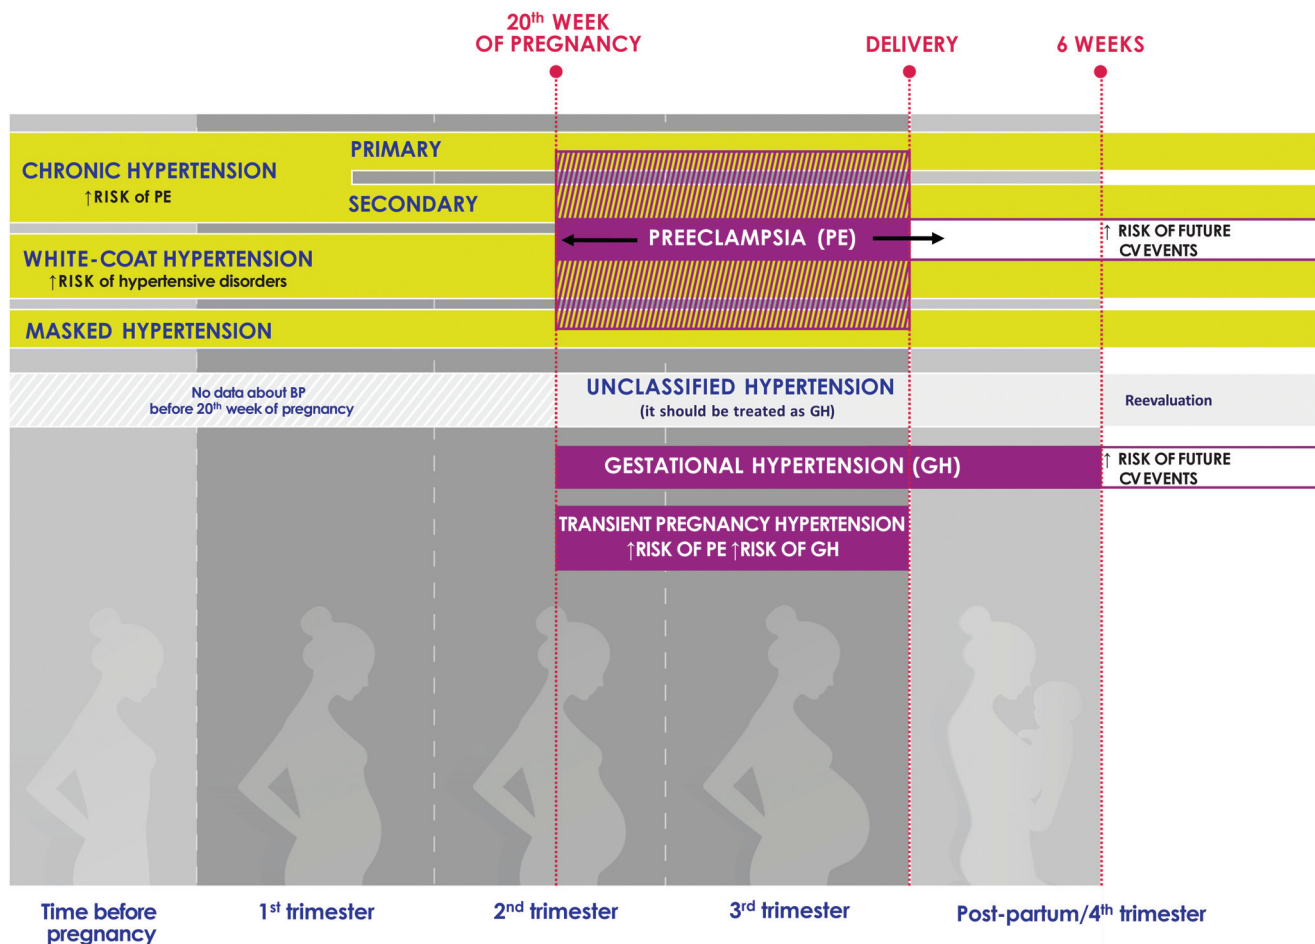 20th WEEK
OF PREGNANCY
DELIVERY
6 WEEKS
PRIMARY
CHRONIC HYPERTENSION
↑RISK of PE
SECONDARY
PREECLAMPSIA (PE)
↑ RISK OF FUTURE
CV EVENTS
WHITE-COAT HYPERTENSION
↑RISK of hypertensive disorders
MASKED HYPERTENSION
No data about BP
before 20th week of pregnancy
UNCLASSIFIED HYPERTENSION
(it should be treated as GH)
Reevaluation
GESTATIONAL HYPERTENSION (GH)
↑ RISK OF FUTURE
CV EVENTS
TRANSIENT PREGNANCY HYPERTENSION
↑RISK OF PE ↑RISK OF GH
Time before
pregnancy
1st trimester
2nd trimester
3rd trimester
Post-partum/4th trimester